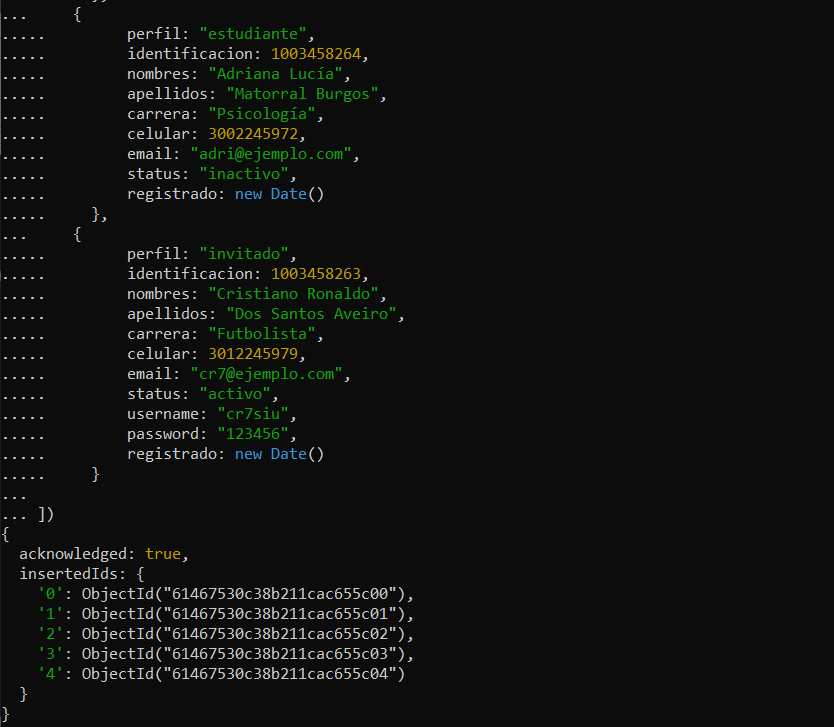 ...     {
.....           perfil: "estudiante",
.....           identificacion: 1003458264,
.....           nombres: "Adriana Lucía",
.....           apellidos: "Matorral Burgos",
.....           carrera: "Psicología",
.....           celular: 3002245972,
.....           email: "adri@ejemplo.com",
.....           status: "inactivo",
.....           registrado: new Date()
.....       },
...     {
.....           perfil: "invitado",
.....           identificacion: 1003458263,
.....           nombres: "Cristiano Ronaldo",
.....           apellidos: "Dos Santos Aveiro",
.....           carrera: "Futbolista",
.....           celular: 3012245979,
.....           email: "cr7@ejemplo.com",
.....           status: "activo",
.....           username: "cr7siu",
.....           password: "123456",
.....           registrado: new Date()
.....       }
...
... ])
{
  acknowledged: true,
  insertedIds: {
    '0': ObjectId("61467530c38b211cac655c00"),
    '1': ObjectId("61467530c38b211cac655c01"),
    '2': ObjectId("61467530c38b211cac655c02"),
    '3': ObjectId("61467530c38b211cac655c03"),
    '4': ObjectId("61467530c38b211cac655c04")
  }
}